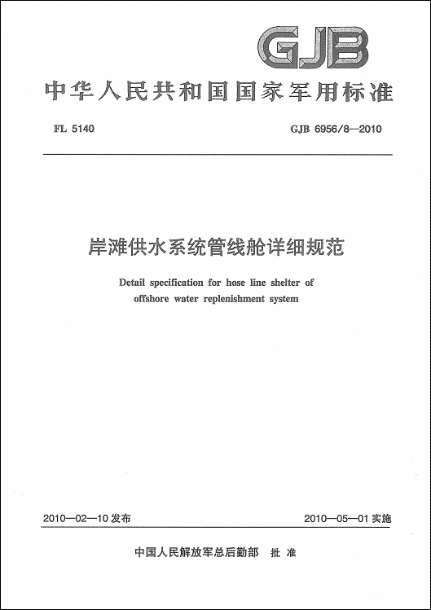 GJB
中华人民共和国国家军用标准
FL 5140
GJB 6956/8—2010
岸滩供水系统管线舱详细规范
Detail specification for hose line shelter of
offshore water replenishment system
2010—02—10 发布
2010—05—01 实施
中国人民解放军总后勤部 批 准